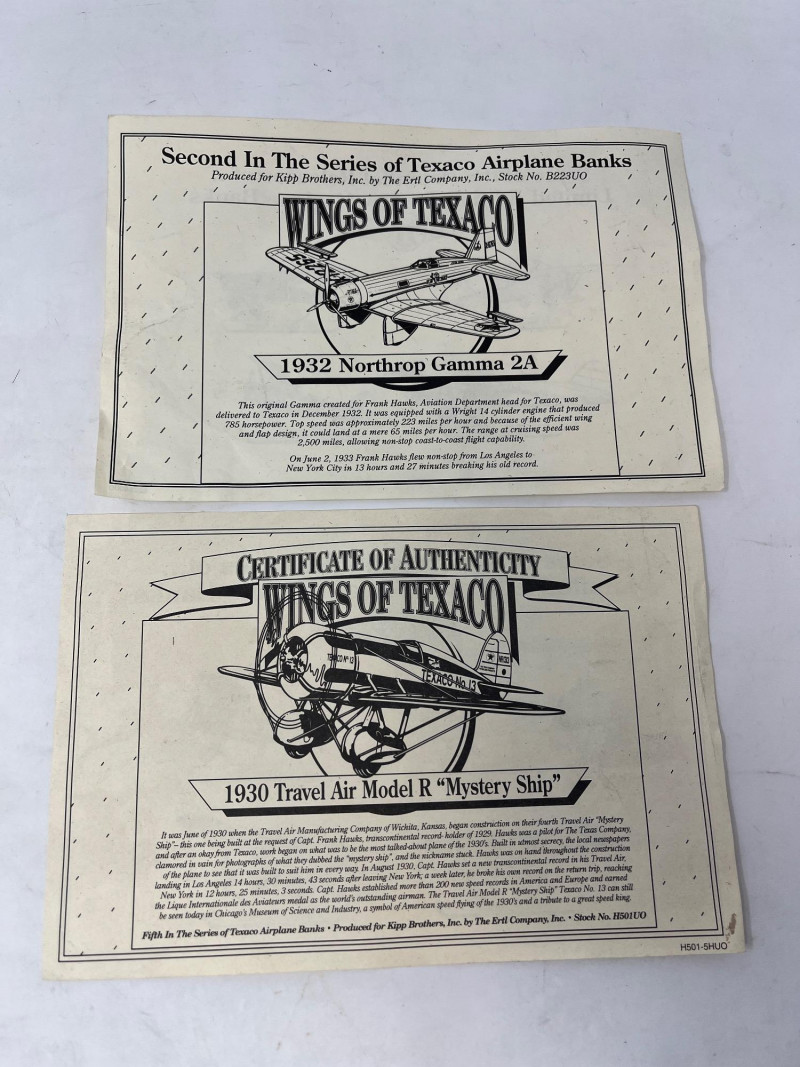 Second In The Series of Texaco Airplane Banks
Produced for Kipp Brothers, Inc. by The Ertl Company, Inc., Stock No. B223UO
WINGS OF TEXACO
1932 Northrop Gamma 2A
This original Gamma created for Frank Hawks, Aviation Department head for Texaco, was
delivered to Texaco in December 1932. It was equipped with a Wright 14 cylinder engine that produced
785 horsepower. Top speed was approximately 223 miles per hour and because of the efficient wing
and flap design, it could land at a mere 65 miles per hour. The range at cruising speed was
2,500 miles, allowing non-stop coast-to-coast flight capability.
On June 2, 1933 Frank Hawks flew non-stop from Los Angeles to
New York City in 13 hours and 27 minutes breaking his old record.
CERTIFICATE OF AUTHENTICITY
WINGS OF TEXACO
TEXACO No 13
TEXACO No. 13
1930 Travel Air Model R “Mystery Ship”
It was June of 1930 when the Travel Air Manufacturing Company of Wichita, Kansas, began construction on their fourth Travel Air “Mystery
Ship”– this one being built at the request of Capt. Frank Hawks, transcontinental record-holder of 1929. Hawks was a pilot for The Texas Company,
and after an okay from Texaco, work began on what was to be the most talked-about plane of the 1930's. Built in utmost secrecy, the local newspapers
clamored in vain for photographs of what they dubbed the “mystery ship”, and the nickname stuck. Hawks was on hand throughout the construction
of the plane to see that it was built to suit him in every way. In August 1930, Capt. Hawks set a new transcontinental record in his Travel Air,
landing in Los Angeles 14 hours, 30 minutes, 43 seconds after leaving New York; a week later, he broke his own record on the return trip, reaching
New York in 12 hours, 25 minutes, 3 seconds. Capt. Hawks established more than 200 new speed records in America and Europe and earned
the Lique Internationale des Aviateurs medal as the world's outstanding airman. The Travel Air Model R “Mystery Ship” Texaco No. 13 can still
be seen today in Chicago's Museum of Science and Industry, a symbol of American speed flying of the 1930's and a tribute to a great speed king.
Fifth In The Series of Texaco Airplane Banks • Produced for Kipp Brothers, Inc. by The Ertl Company, Inc. • Stock No. H501UO
H501-5HUO